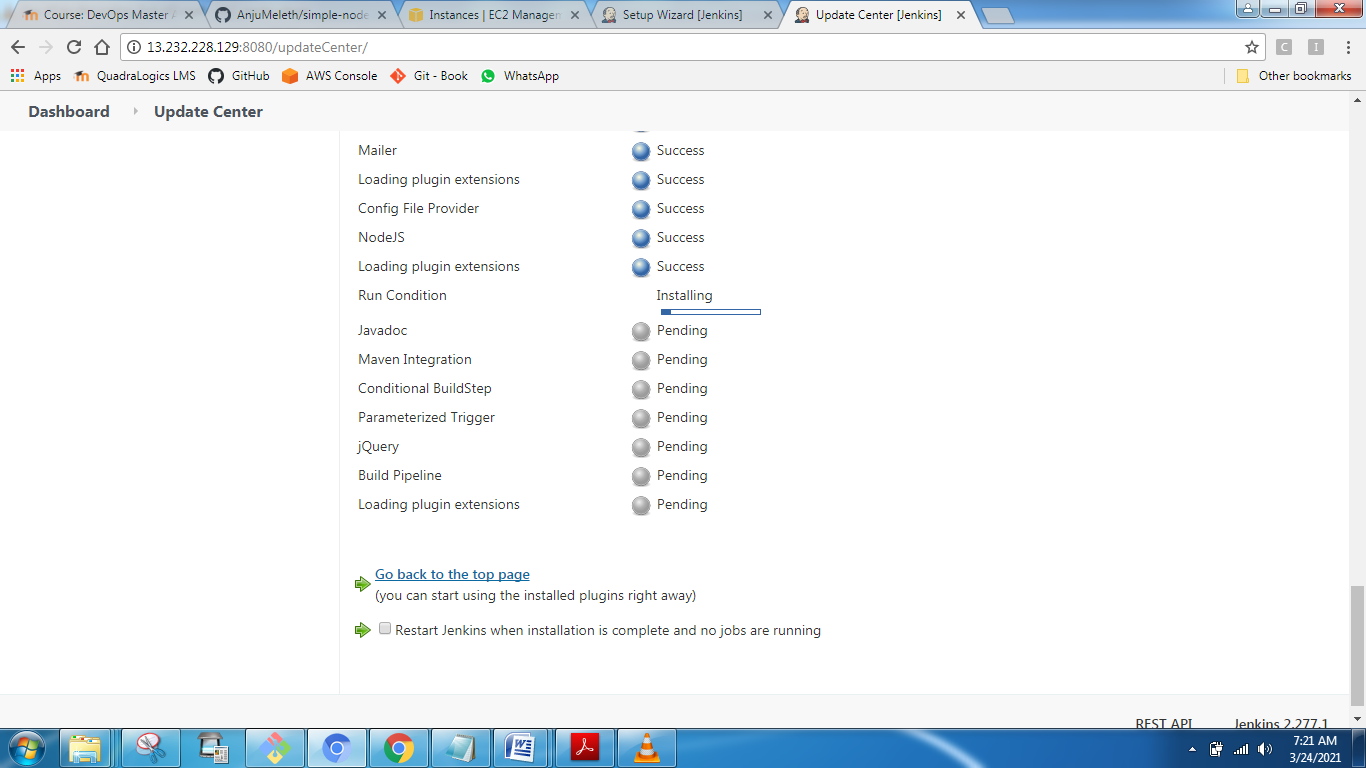 Course: DevOps Master A
AnjuMeleth/simple-node
Instances | EC2 Managem
Setup Wizard [Jenkins]
Update Center [Jenkins]
13.232.228.129:8080/updateCenter/
C
I
Apps
QuadraLogics LMS
GitHub
AWS Console
Git - Book
WhatsApp
Other bookmarks
Dashboard
Update Center
Mailer Success
Loading plugin extensions Success
Config File Provider Success
NodeJS Success
Loading plugin extensions Success
Run Condition Installing
Javadoc Pending
Maven Integration Pending
Conditional BuildStep Pending
Parameterized Trigger Pending
jQuery Pending
Build Pipeline Pending
Loading plugin extensions Pending
Go back to the top page
(you can start using the installed plugins right away)
Restart Jenkins when installation is complete and no jobs are running
REST API Jenkins 2.277.1
7:21 AM
3/24/2021